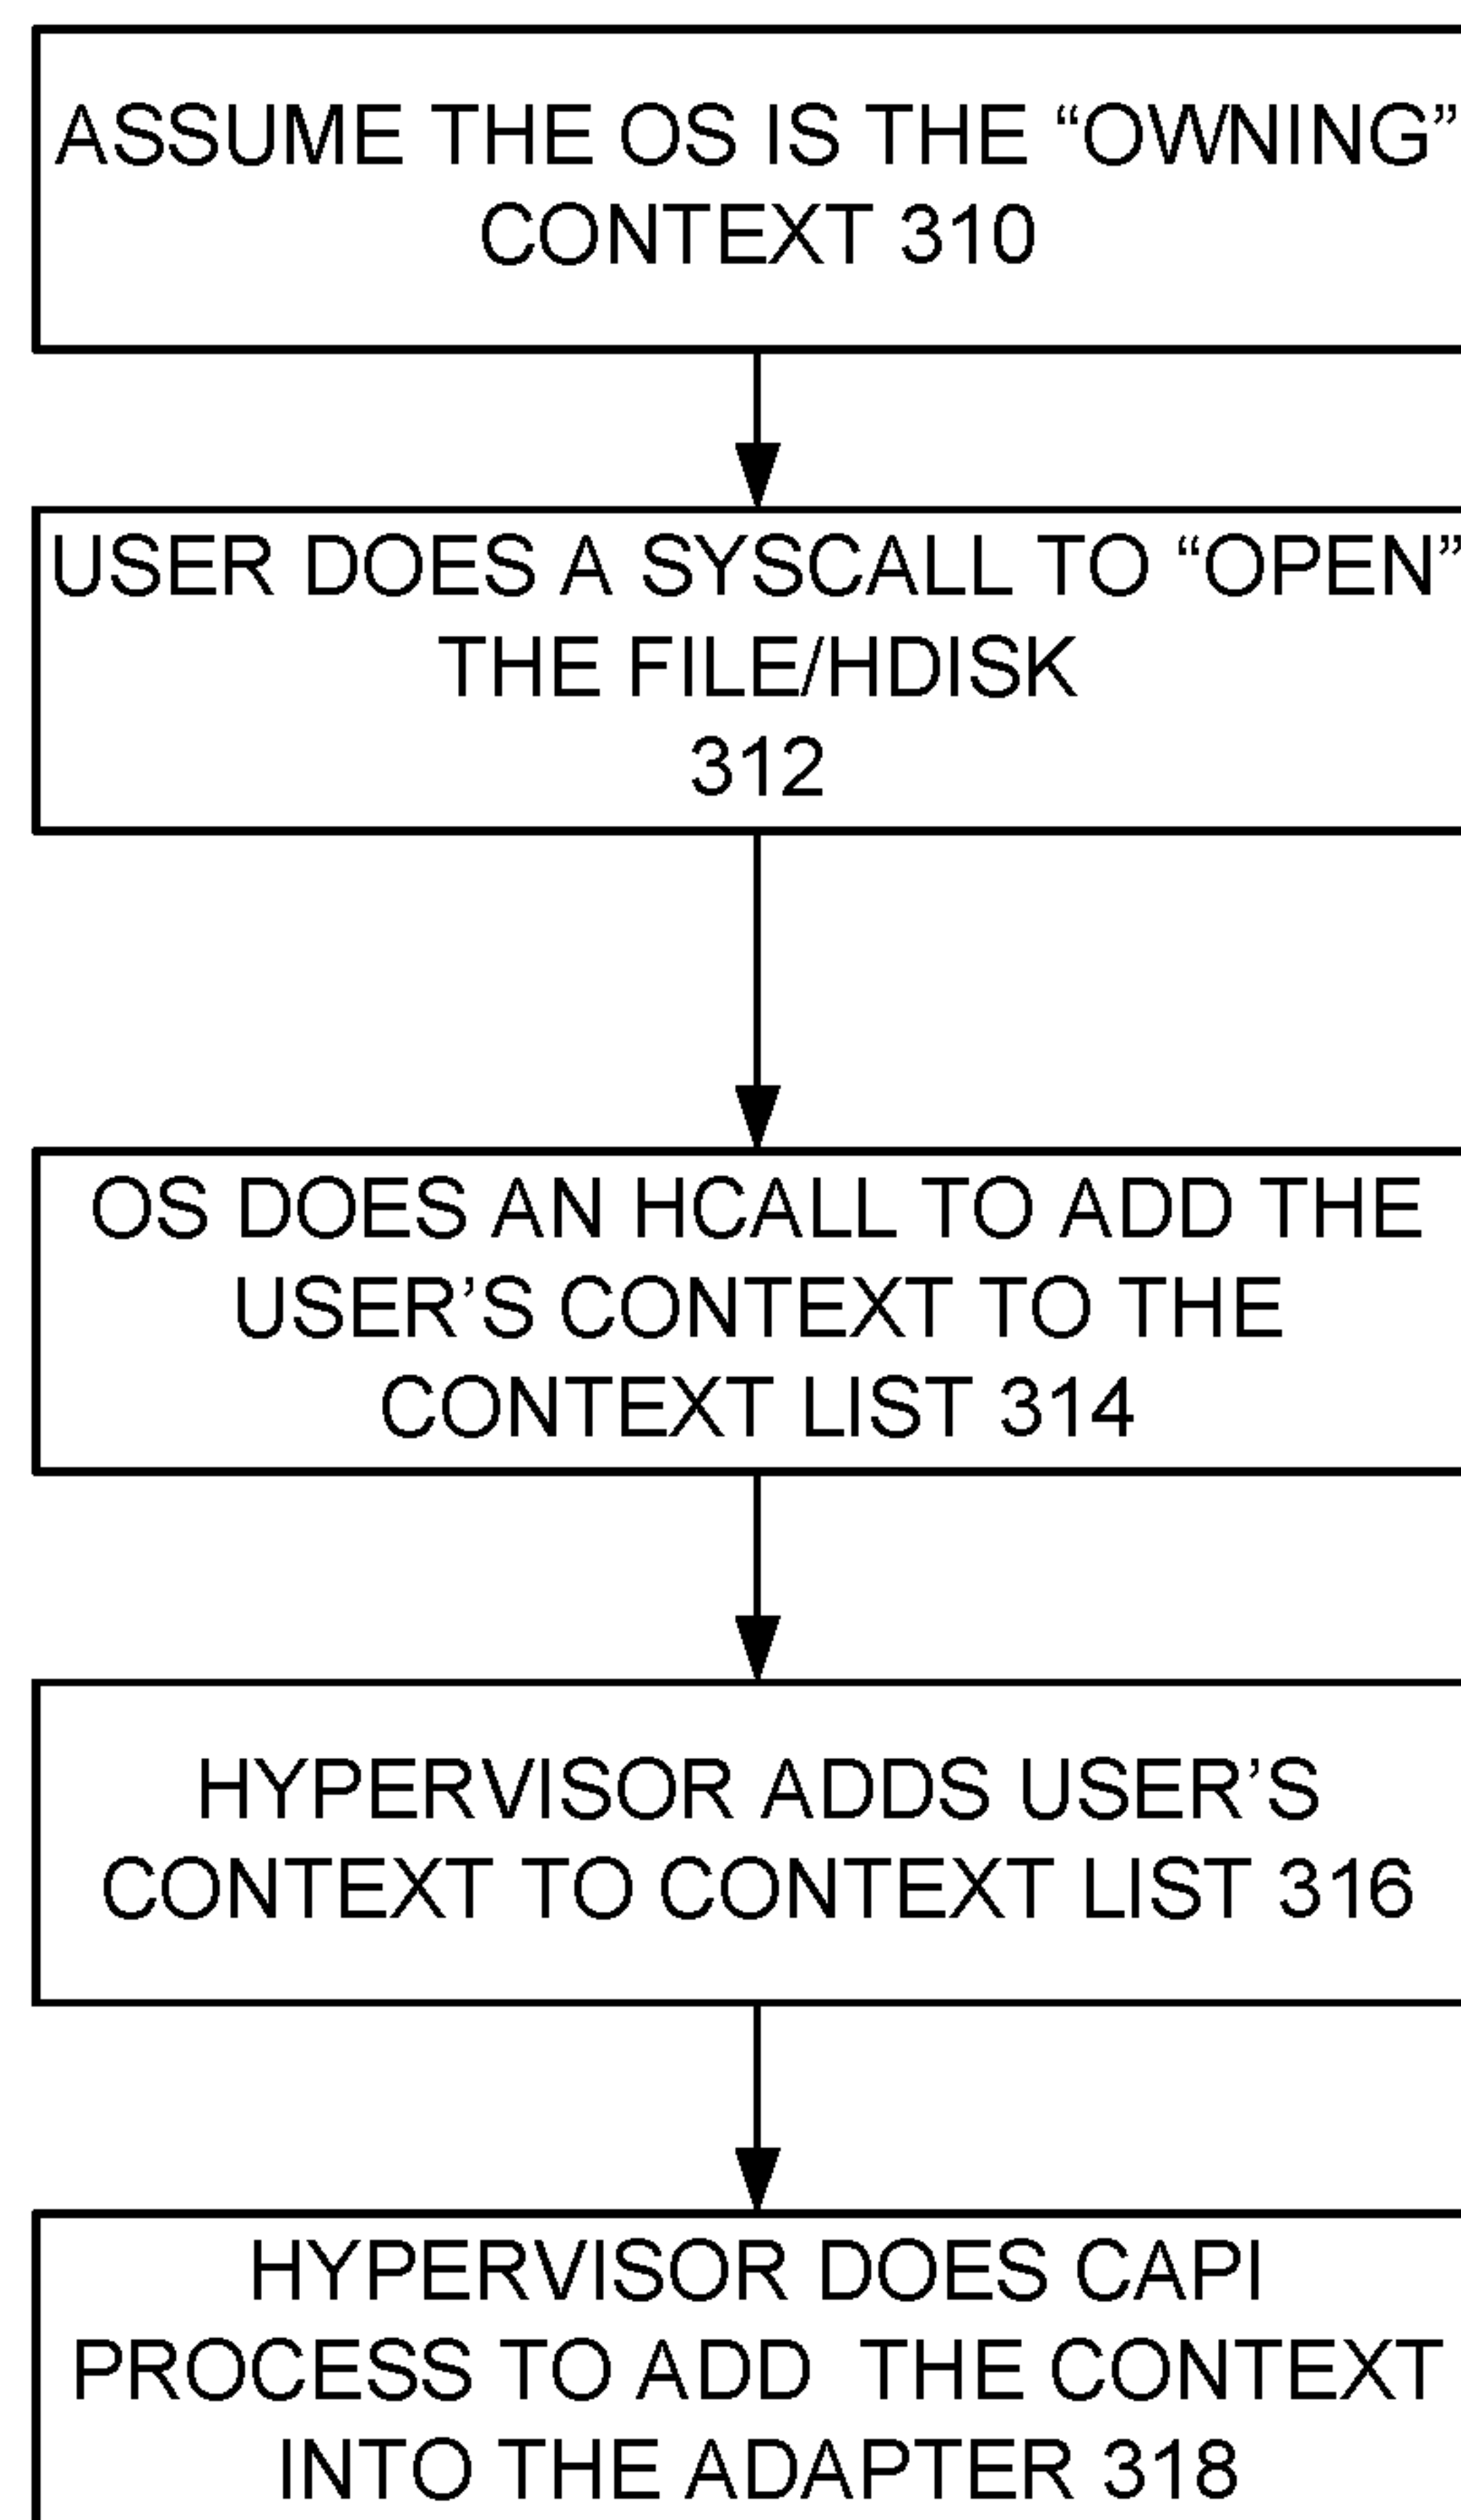 ASSUME THE OS IS THE “OWNING”
CONTEXT 310
USER DOES A SYSCALL TO “OPEN”
THE FILE/HDISK
312
OS DOES AN HCALL TO ADD THE
USER’S CONTEXT TO THE
CONTEXT LIST 314
HYPERVISOR ADDS USER’S
CONTEXT TO CONTEXT LIST 316
HYPERVISOR DOES CAPI
PROCESS TO ADD THE CONTEXT
INTO THE ADAPTER 318